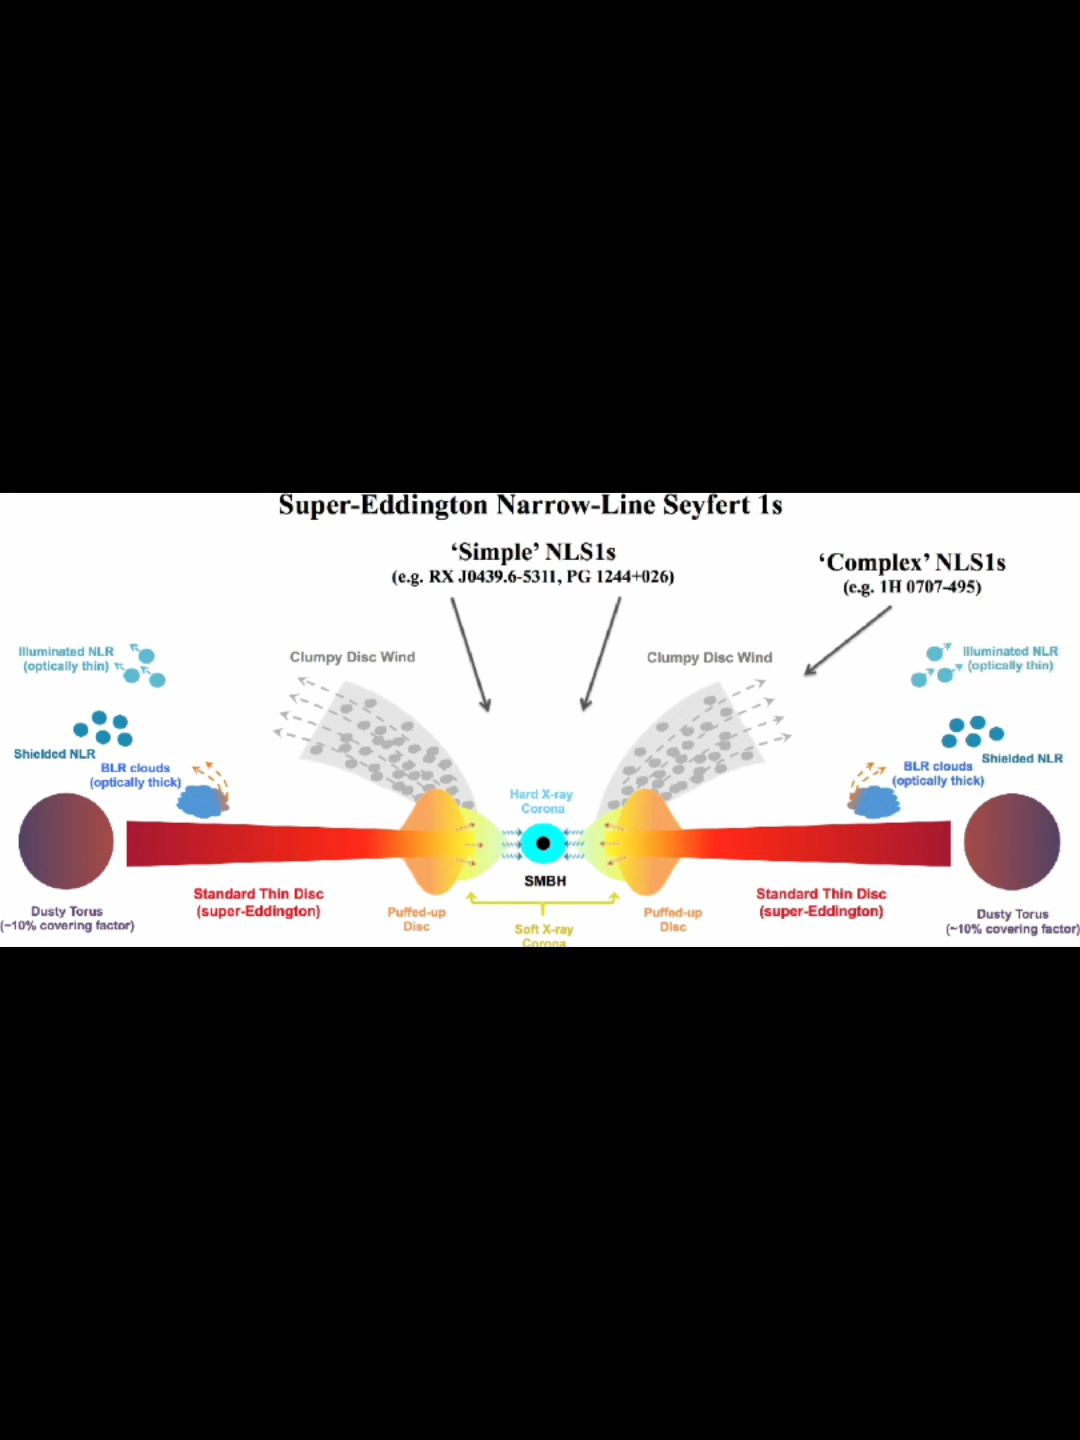 Super-Eddington Narrow-Line Seyfert 1s
‘Simple’ NLS1s
(e.g. RX J0439.6-5311, PG 1244+026)
‘Complex’ NLS1s
(e.g. 1H 0707-495)
Illuminated NLR
(optically thin)
Clumpy Disc Wind
Clumpy Disc Wind
Illuminated NLR
(optically thin)
Shielded NLR
BLR clouds
(optically thick)
Hard X-ray
Corona
BLR clouds
(optically thick)
Shielded NLR
SMBH
Standard Thin Disc
(super-Eddington)
Standard Thin Disc
(super-Eddington)
Dusty Torus
(~10% covering factor)
Puffed-up
Disc
Soft X-ray
Corona
Puffed-up
Disc
Dusty Torus
(~10% covering factor)